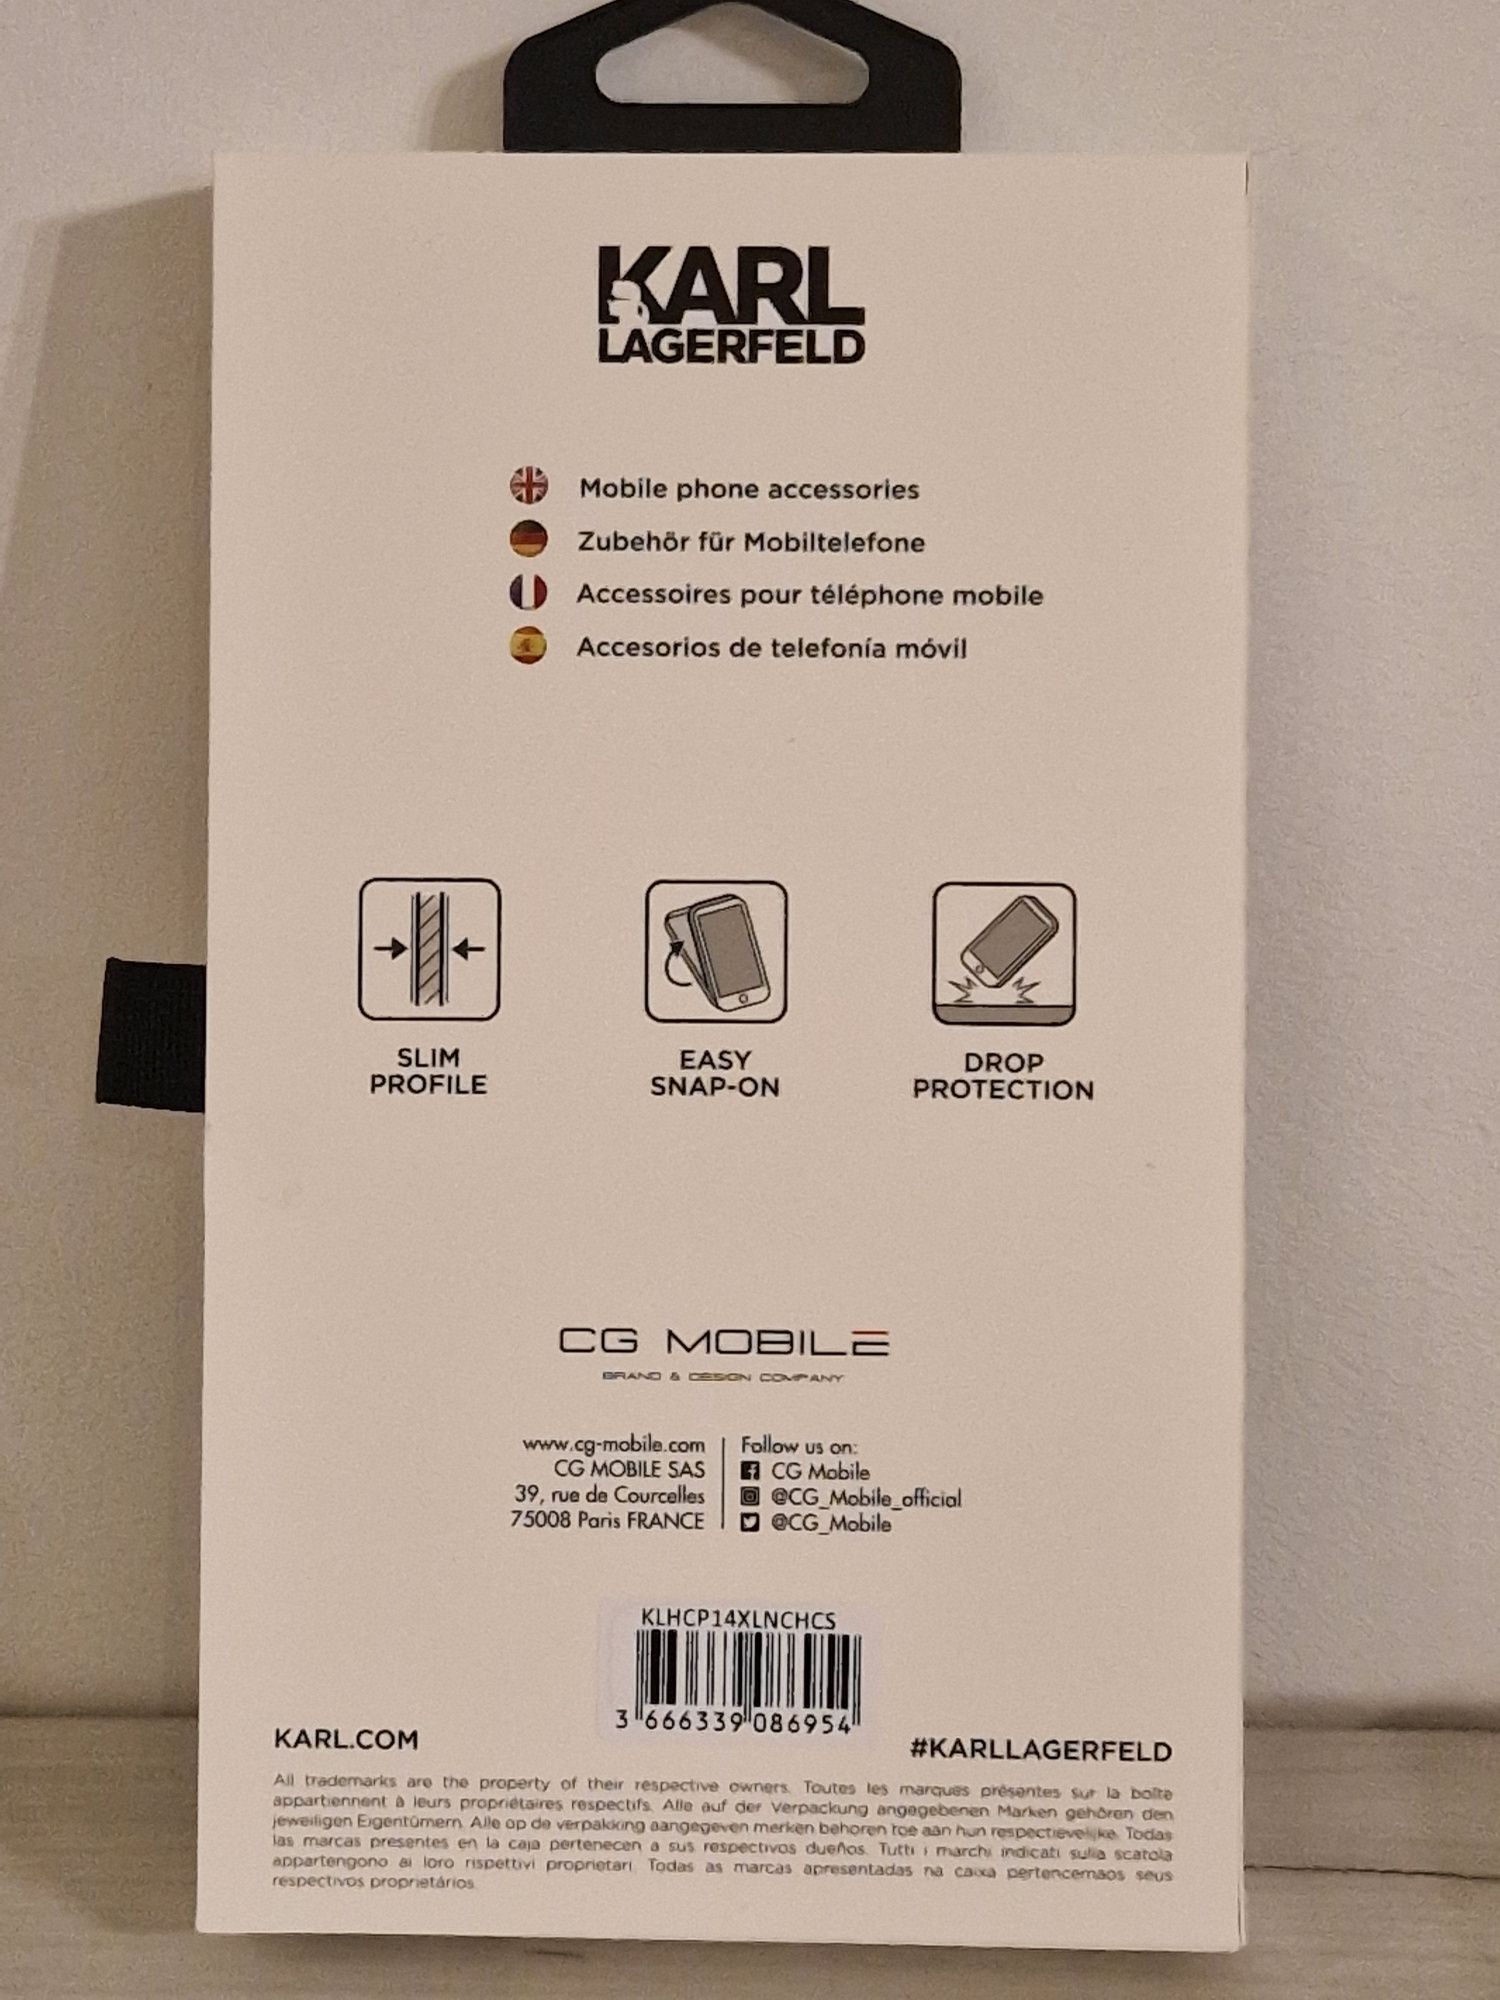 KARL
LAGERFELD
Mobile phone accessories
Zubehör für Mobiltelefone
Accessoires pour téléphone mobile
Accesorios de telefonía móvil
SLIM
PROFILE
EASY
SNAP-ON
DROP
PROTECTION
CG MOBILE
BRAND & DESIGN COMPANY
www.cg-mobile.com
CG MOBILE SAS
39, rue de Courcelles
75008 Paris FRANCE
Follow us on:
CG Mobile
@CG_Mobile_official
@CG_Mobile
KLHCP14XLNCHCS
3 666339 086954
KARL.COM
#KARLLAGERFELD
All trademarks are the property of their respective owners. Toutes les marques présentes sur la boîte
appartiennent à leurs propriétaires respectifs. Alle auf der Verpackung angegebenen Marken gehören den
jeweiligen Eigentümern. Alle op de verpakking aangegeven merken behoren toe aan hun respectievelijke. Todas
las marcas presentes en la caja pertenecen a sus respectivos dueños. Tutti i marchi indicati sulla scatola
appartengono ai loro rispettivi proprietari. Todas as marcas apresentadas na caixa pertencemaos seus
respectivos proprietários.